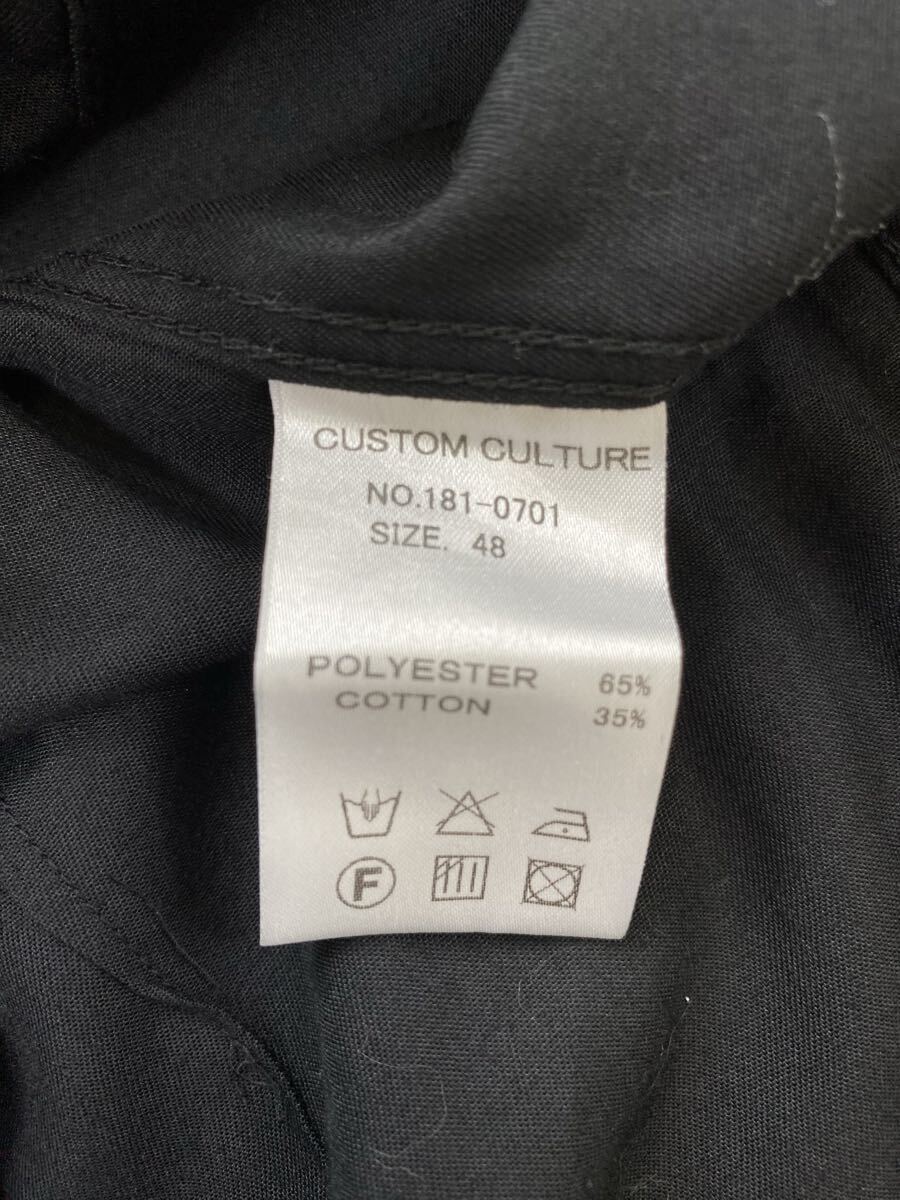 CUSTOM CULTURE
NO.181-0701
SIZE. 48
POLYESTER 65%
COTTON 35%
F